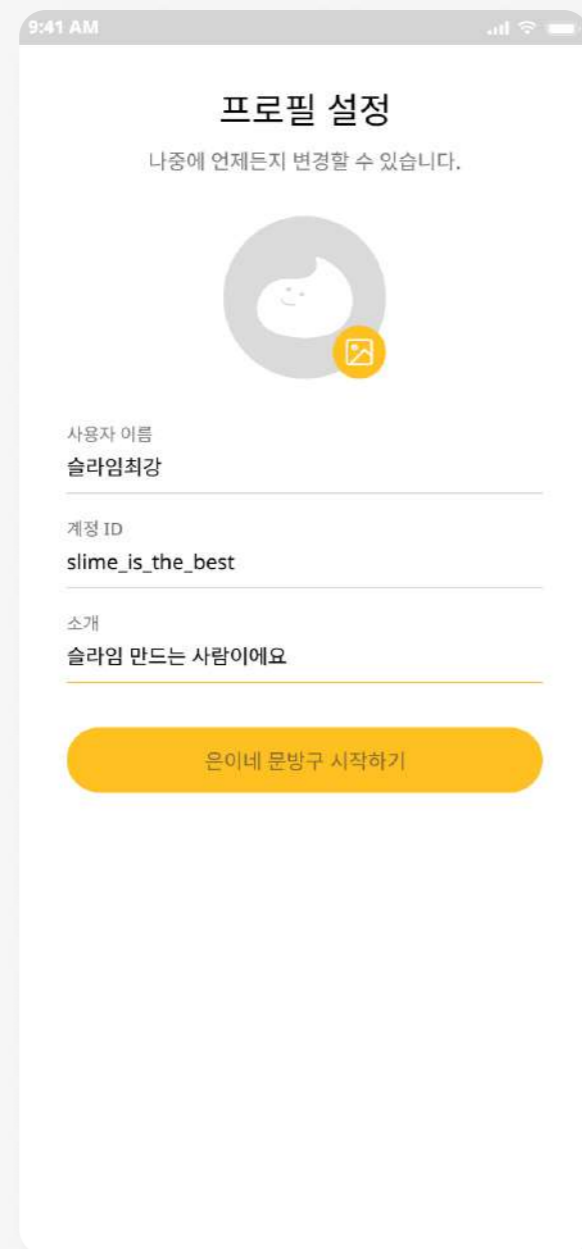 9:41 AM
프로필 설정
나중에 언제든지 변경할 수 있습니다.
사용자 이름
슬라임최강
계정 ID
slime_is_the_best
소개
슬라임 만드는 사람이에요
은이네 문방구 시작하기